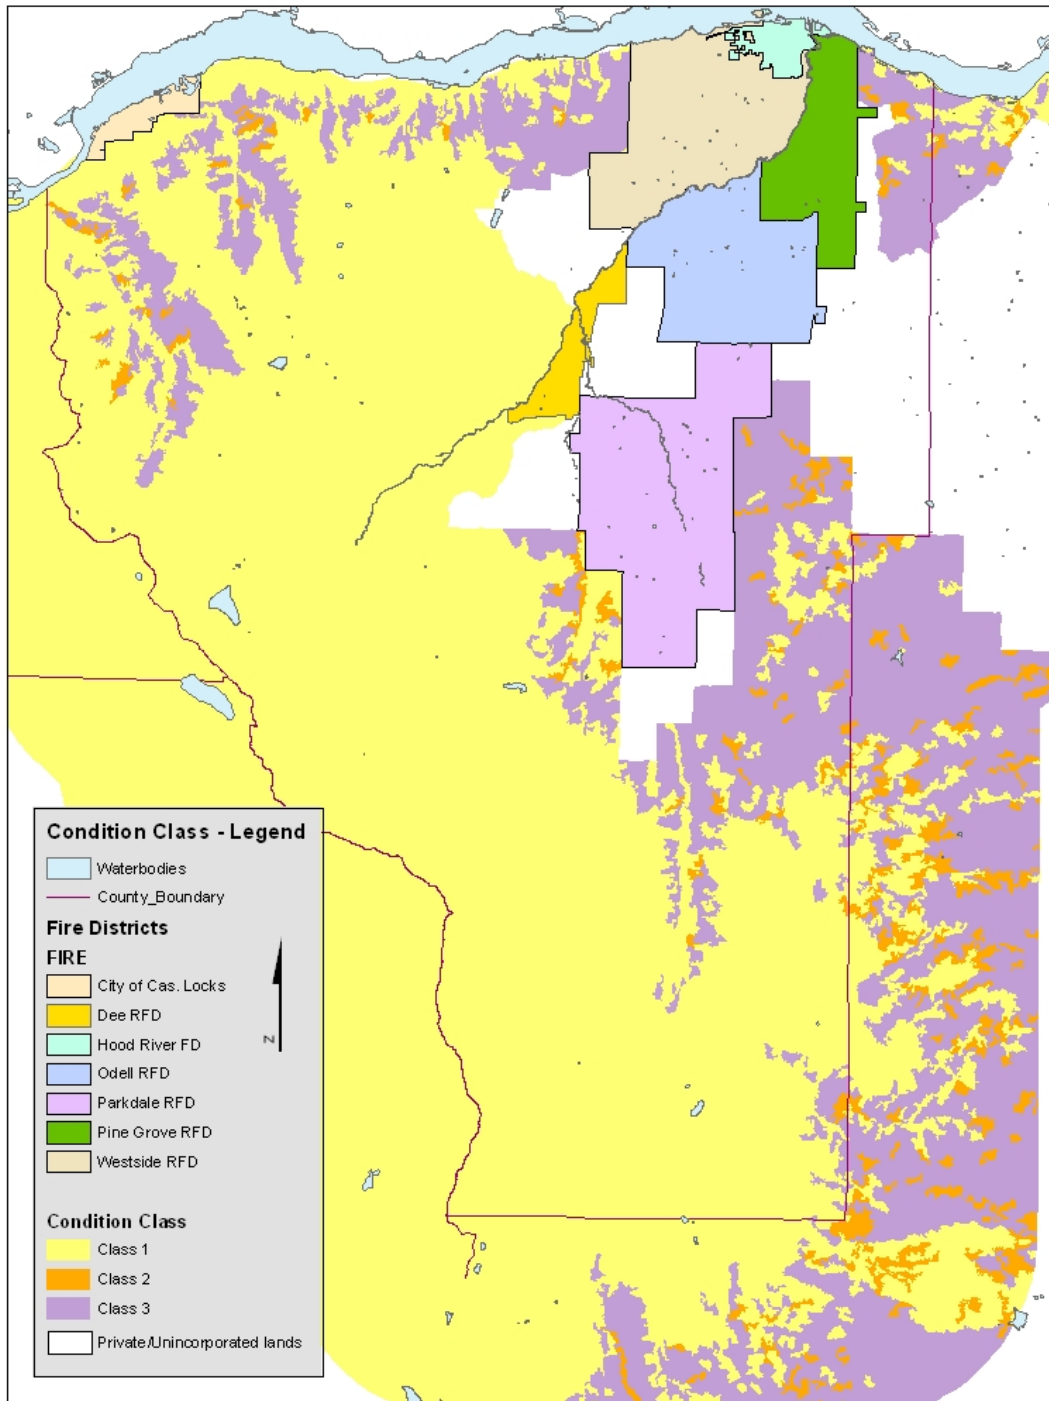 Condition Class - Legend
Waterbodies
County_Boundary
Fire Districts
FIRE
City of Cas. Locks
Dee RFD
Hood River FD
Odell RFD
Parkdale RFD
Pine Grove RFD
Westside RFD
N
Condition Class
Class 1
Class 2
Class 3
Private/Unincorporated lands